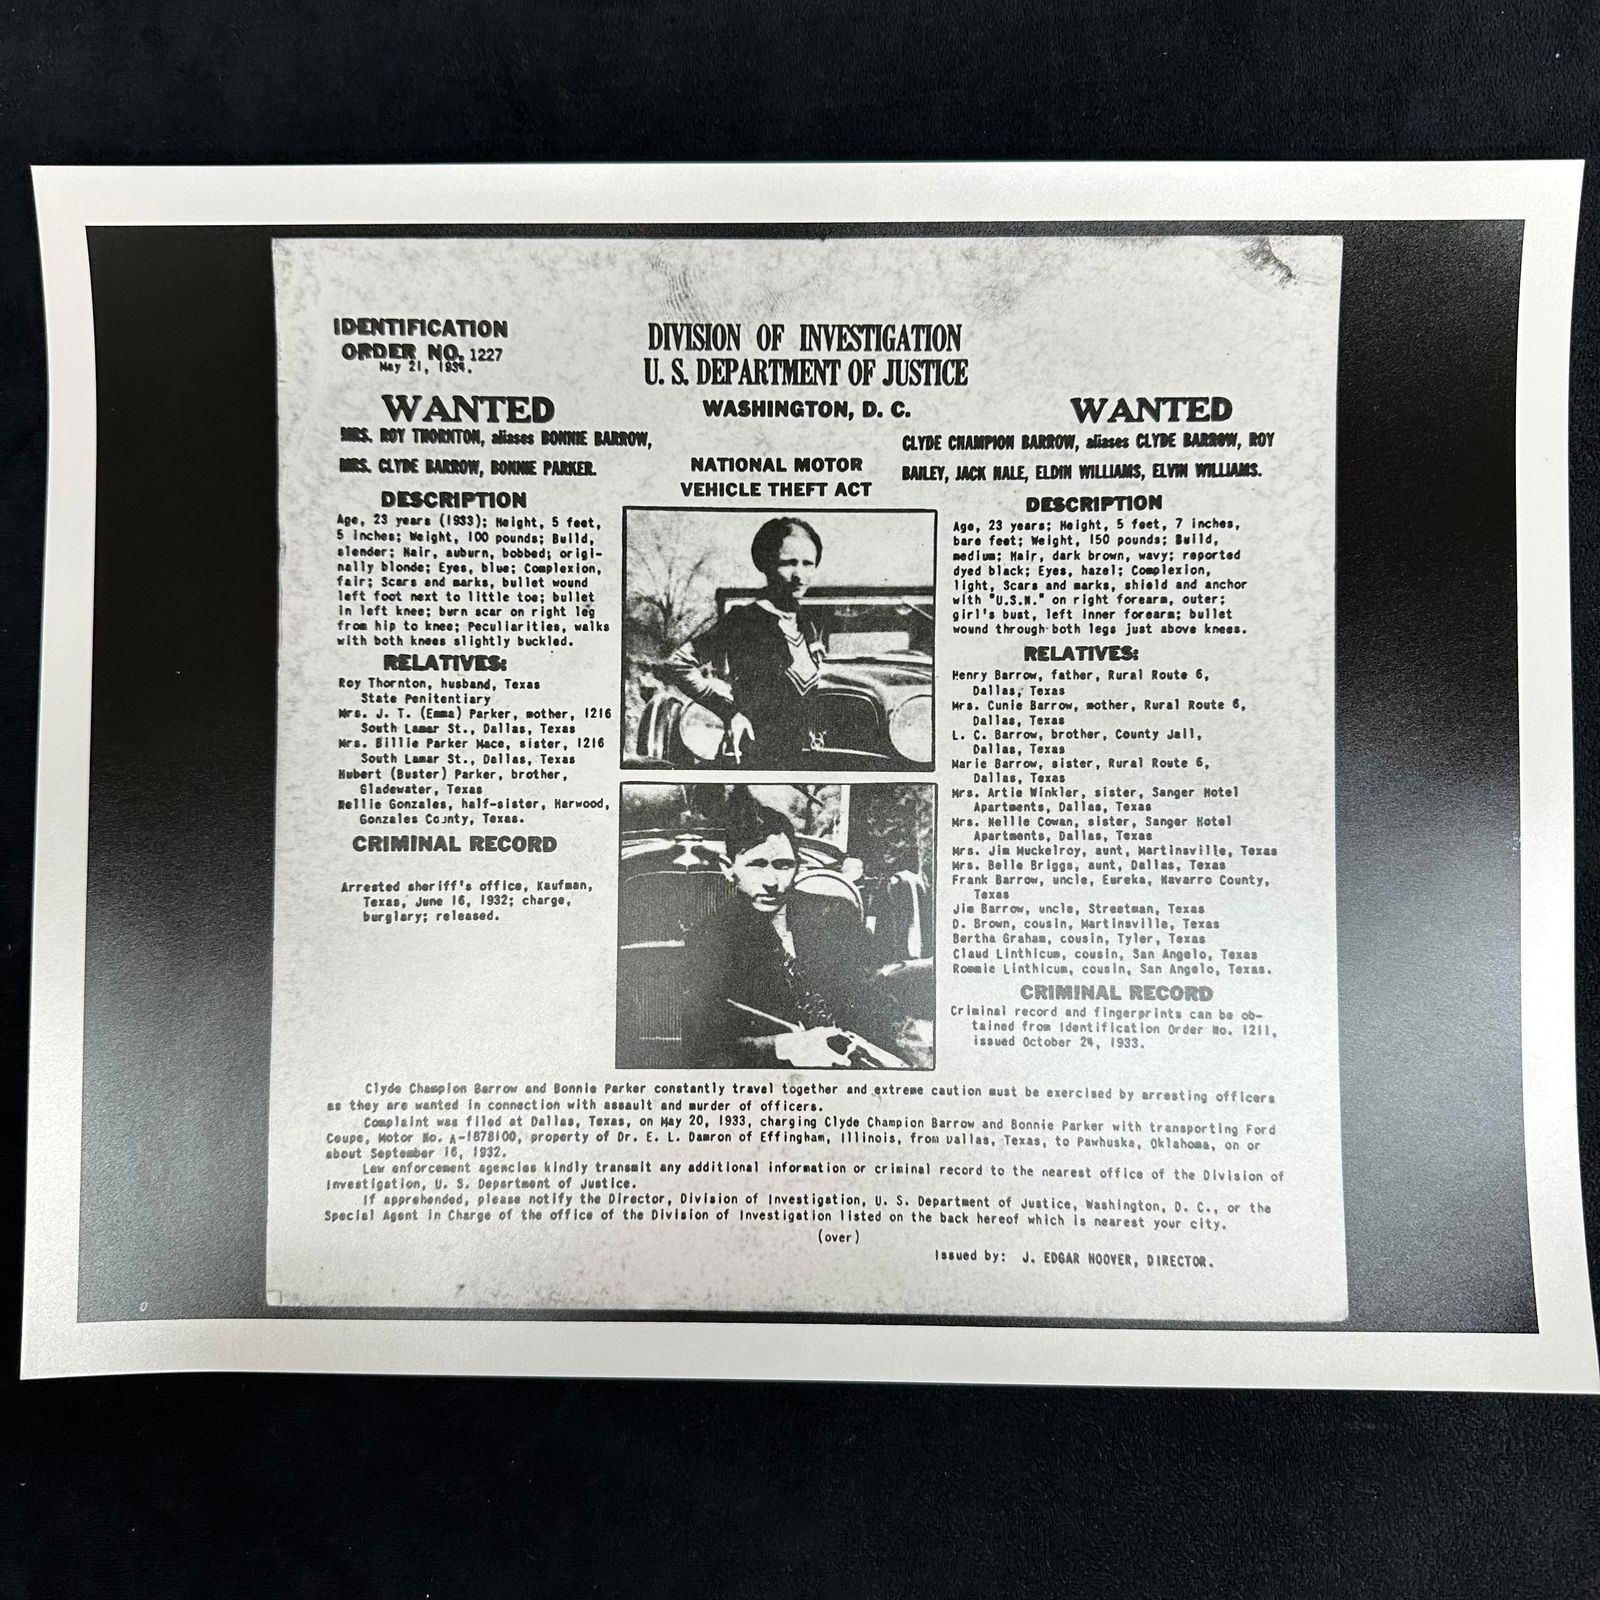 IDENTIFICATION
ORDER NO. 1227
May 21, 1934.
DIVISION OF INVESTIGATION
U. S. DEPARTMENT OF JUSTICE
WASHINGTON, D. C.
NATIONAL MOTOR
VEHICLE THEFT ACT
WANTED
MRS. ROY THORNTON, aliases BONNIE BARROW,
MRS. CLYDE BARROW, BONNIE PARKER.
DESCRIPTION
Age, 23 years (1933); Height, 5 feet,
5 inches; Weight, 100 pounds; Build,
slender; Hair, auburn, bobbed; origi-
nally blonde; Eyes, blue; Complexion,
fair; Scars and marks, bullet wound
left foot next to little toe; bullet
in left knee; burn scar on right leg
from hip to knee; Peculiarities, walks
with both knees slightly buckled.
RELATIVES:
Roy Thornton, husband, Texas
State Penitentiary
Mrs. J. T. (Emma) Parker, mother, 1216
South Lamar St., Dallas, Texas
Mrs. Billie Parker Mace, sister, 1216
South Lamar St., Dallas, Texas
Hubert (Buster) Parker, brother,
Gladewater, Texas
Nellie Gonzales, half-sister, Harwood,
Gonzales County, Texas.
CRIMINAL RECORD
Arrested sheriff's office, Kaufman,
Texas, June 16, 1932; charge,
burglary; released.
WANTED
CLYDE CHAMPION BARROW, aliases CLYDE BARROW, ROY
BAILEY, JACK HALE, ELDIN WILLIAMS, ELVIN WILLIAMS.
DESCRIPTION
Age, 23 years; Height, 5 feet, 7 inches,
bare feet; Weight, 150 pounds; Build,
medium; Hair, dark brown, wavy; reported
dyed black; Eyes, hazel; Complexion,
light, Scars and marks, shield and anchor
with "U.S.N." on right forearm, outer;
girl's bust, left inner forearm; bullet
wound through both legs just above knees.
RELATIVES:
Henry Barrow, father, Rural Route 6,
Dallas, Texas
Mrs. Cunie Barrow, mother, Rural Route 6,
Dallas, Texas
L. C. Barrow, brother, County Jail,
Dallas, Texas
Marie Barrow, sister, Rural Route 6,
Dallas, Texas
Mrs. Artie Winkler, sister, Sanger Hotel
Apartments, Dallas, Texas
Mrs. Nellie Cowan, sister, Sanger Hotel
Apartments, Dallas, Texas
Mrs. Jim Muckelroy, aunt, Martinsville, Texas
Mrs. Belle Briggs, aunt, Dallas, Texas
Frank Barrow, uncle, Eureka, Navarro County,
Texas
Jim Barrow, uncle, Streetman, Texas
D. Brown, cousin, Martinsville, Texas
Bertha Graham, cousin, Tyler, Texas
Claud Linthicum, cousin, San Angelo, Texas
Rommie Linthicum, cousin, San Angelo, Texas.
CRIMINAL RECORD
Criminal record and fingerprints can be ob-
tained from Identification Order No. 1211,
issued October 24, 1933.
Clyde Champion Barrow and Bonnie Parker constantly travel together and extreme caution must be exercised by arresting officers
as they are wanted in connection with assault and murder of officers.
Complaint was filed at Dallas, Texas, on May 20, 1933, charging Clyde Champion Barrow and Bonnie Parker with transporting Ford
Coupe, Motor No. A-1878100, property of Dr. E. L. Damron of Effingham, Illinois, from Dallas, Texas, to Pawhuska, Oklahoma, on or
about September 16, 1932.
Law enforcement agencies kindly transmit any additional information or criminal record to the nearest office of the Division of
Investigation, U. S. Department of Justice.
If apprehended, please notify the Director, Division of Investigation, U. S. Department of Justice, Washington, D. C., or the
Special Agent in Charge of the office of the Division of Investigation listed on the back hereof which is nearest your city.
(over)
Issued by: J. EDGAR HOOVER, DIRECTOR.